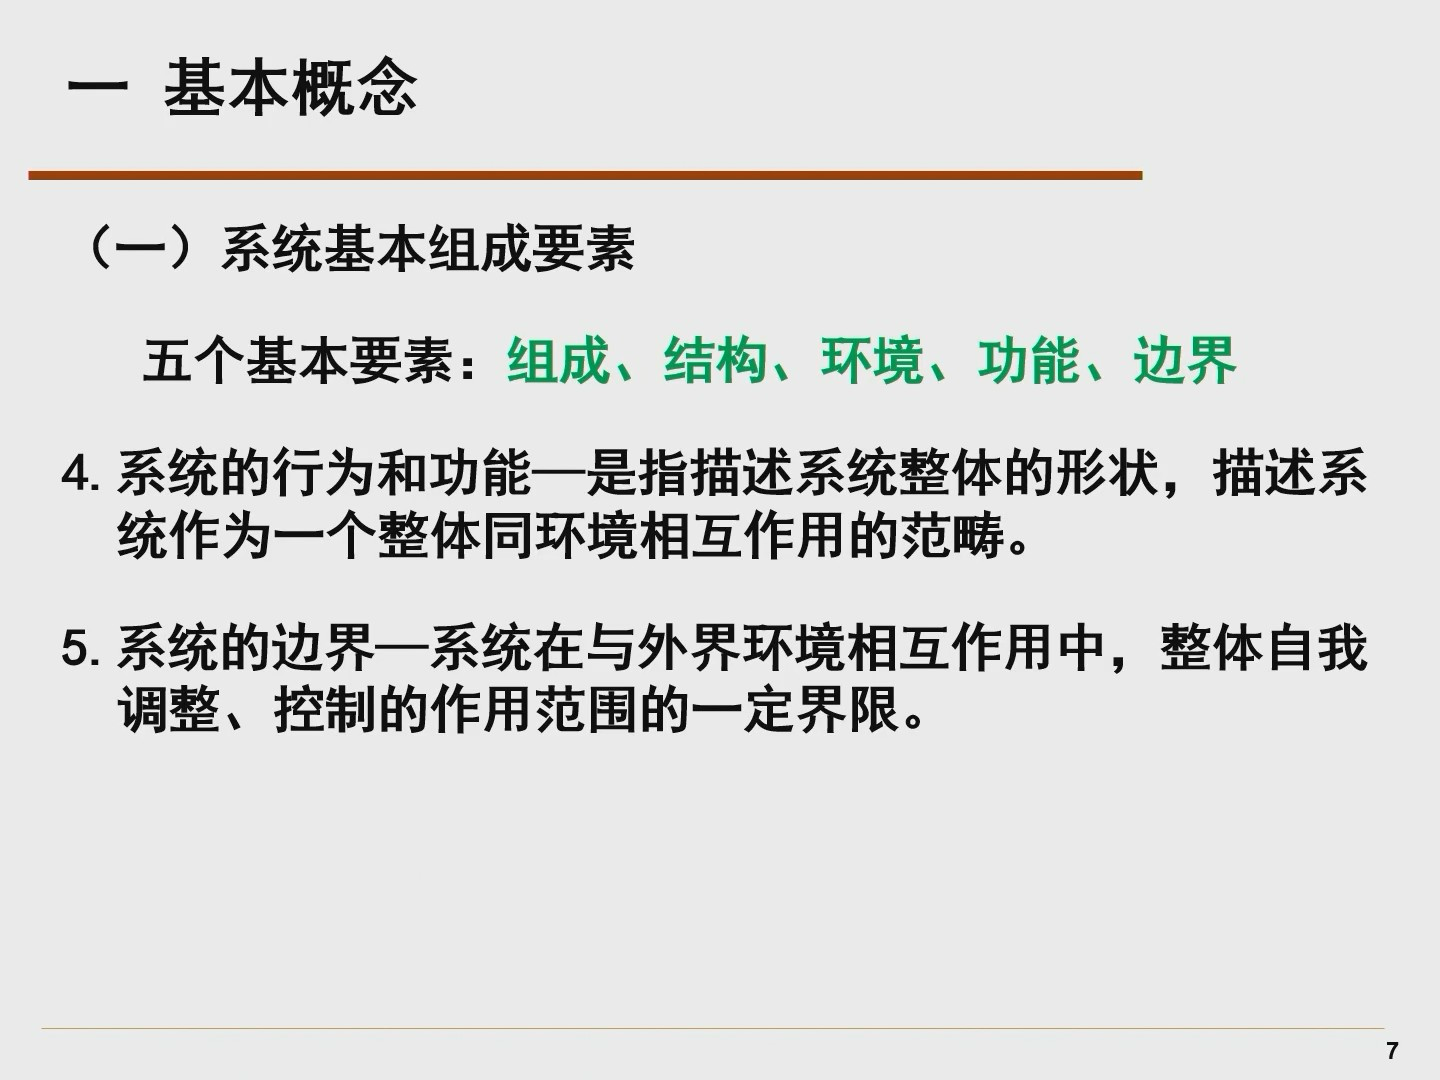 一 基本概念
（一）系统基本组成要素
五个基本要素：组成、结构、环境、功能、边界
4. 系统的行为和功能—是指描述系统整体的形状，描述系
统作为一个整体同环境相互作用的范畴。
5. 系统的边界—系统在与外界环境相互作用中，整体自我
调整、控制的作用范围的一定界限。
7